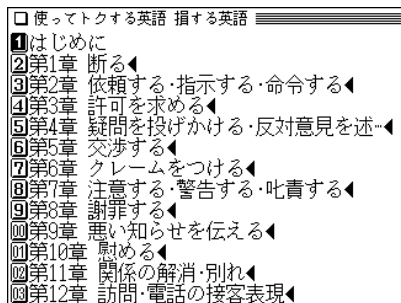 □ 使ってトクする英語 損する英語
1はじめに
2第1章 断る◀
3第2章 依頼する･指示する･命令する◀
4第3章 許可を求める◀
5第4章 疑問を投げかける･反対意見を述…◀
6第5章 交渉する◀
7第6章 クレームをつける◀
8第7章 注意する･警告する･叱責する◀
9第8章 謝罪する◀
00第9章 悪い知らせを伝える◀
01第10章 慰める◀
02第11章 関係の解消･別れ◀
03第12章 訪問･電話の接客表現◀